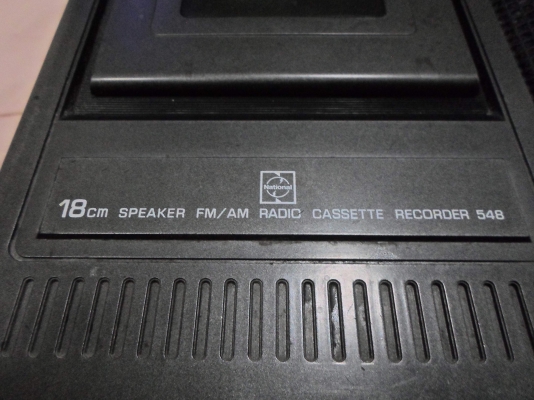 National
18cm SPEAKER FM/AM RADIO CASSETTE RECORDER 548